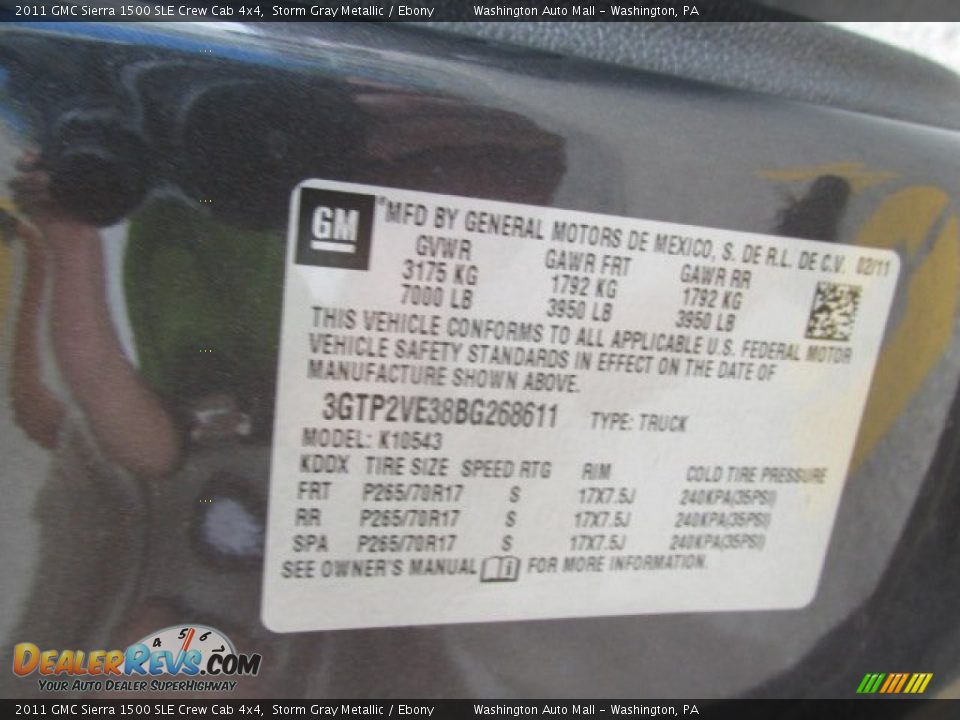 2011 GMC Sierra 1500 SLE Crew Cab 4x4, Storm Gray Metallic / Ebony Washington Auto Mall - Washington, PA
GM
®MFD BY GENERAL MOTORS DE MEXICO, S. DE R.L. DE C.V. 02/11
GVWR GAWR FRT GAWR RR
3175 KG 1792 KG 1792 KG
7000 LB 3950 LB 3950 LB
THIS VEHICLE CONFORMS TO ALL APPLICABLE U.S. FEDERAL MOTOR
VEHICLE SAFETY STANDARDS IN EFFECT ON THE DATE OF
MANUFACTURE SHOWN ABOVE.
3GTP2VE38BG268611 TYPE: TRUCK
MODEL: K10543
KDDX TIRE SIZE SPEED RTG RIM COLD TIRE PRESSURE
FRT P265/70R17 S 17X7.5J 240KPA(35PSI)
RR P265/70R17 S 17X7.5J 240KPA(35PSI)
SPA P265/70R17 S 17X7.5J 240KPA(35PSI)
SEE OWNER'S MANUAL i FOR MORE INFORMATION.
4 5 6
DealerRevs.com
Your Auto Dealer SuperHighway
2011 GMC Sierra 1500 SLE Crew Cab 4x4, Storm Gray Metallic / Ebony Washington Auto Mall - Washington, PA